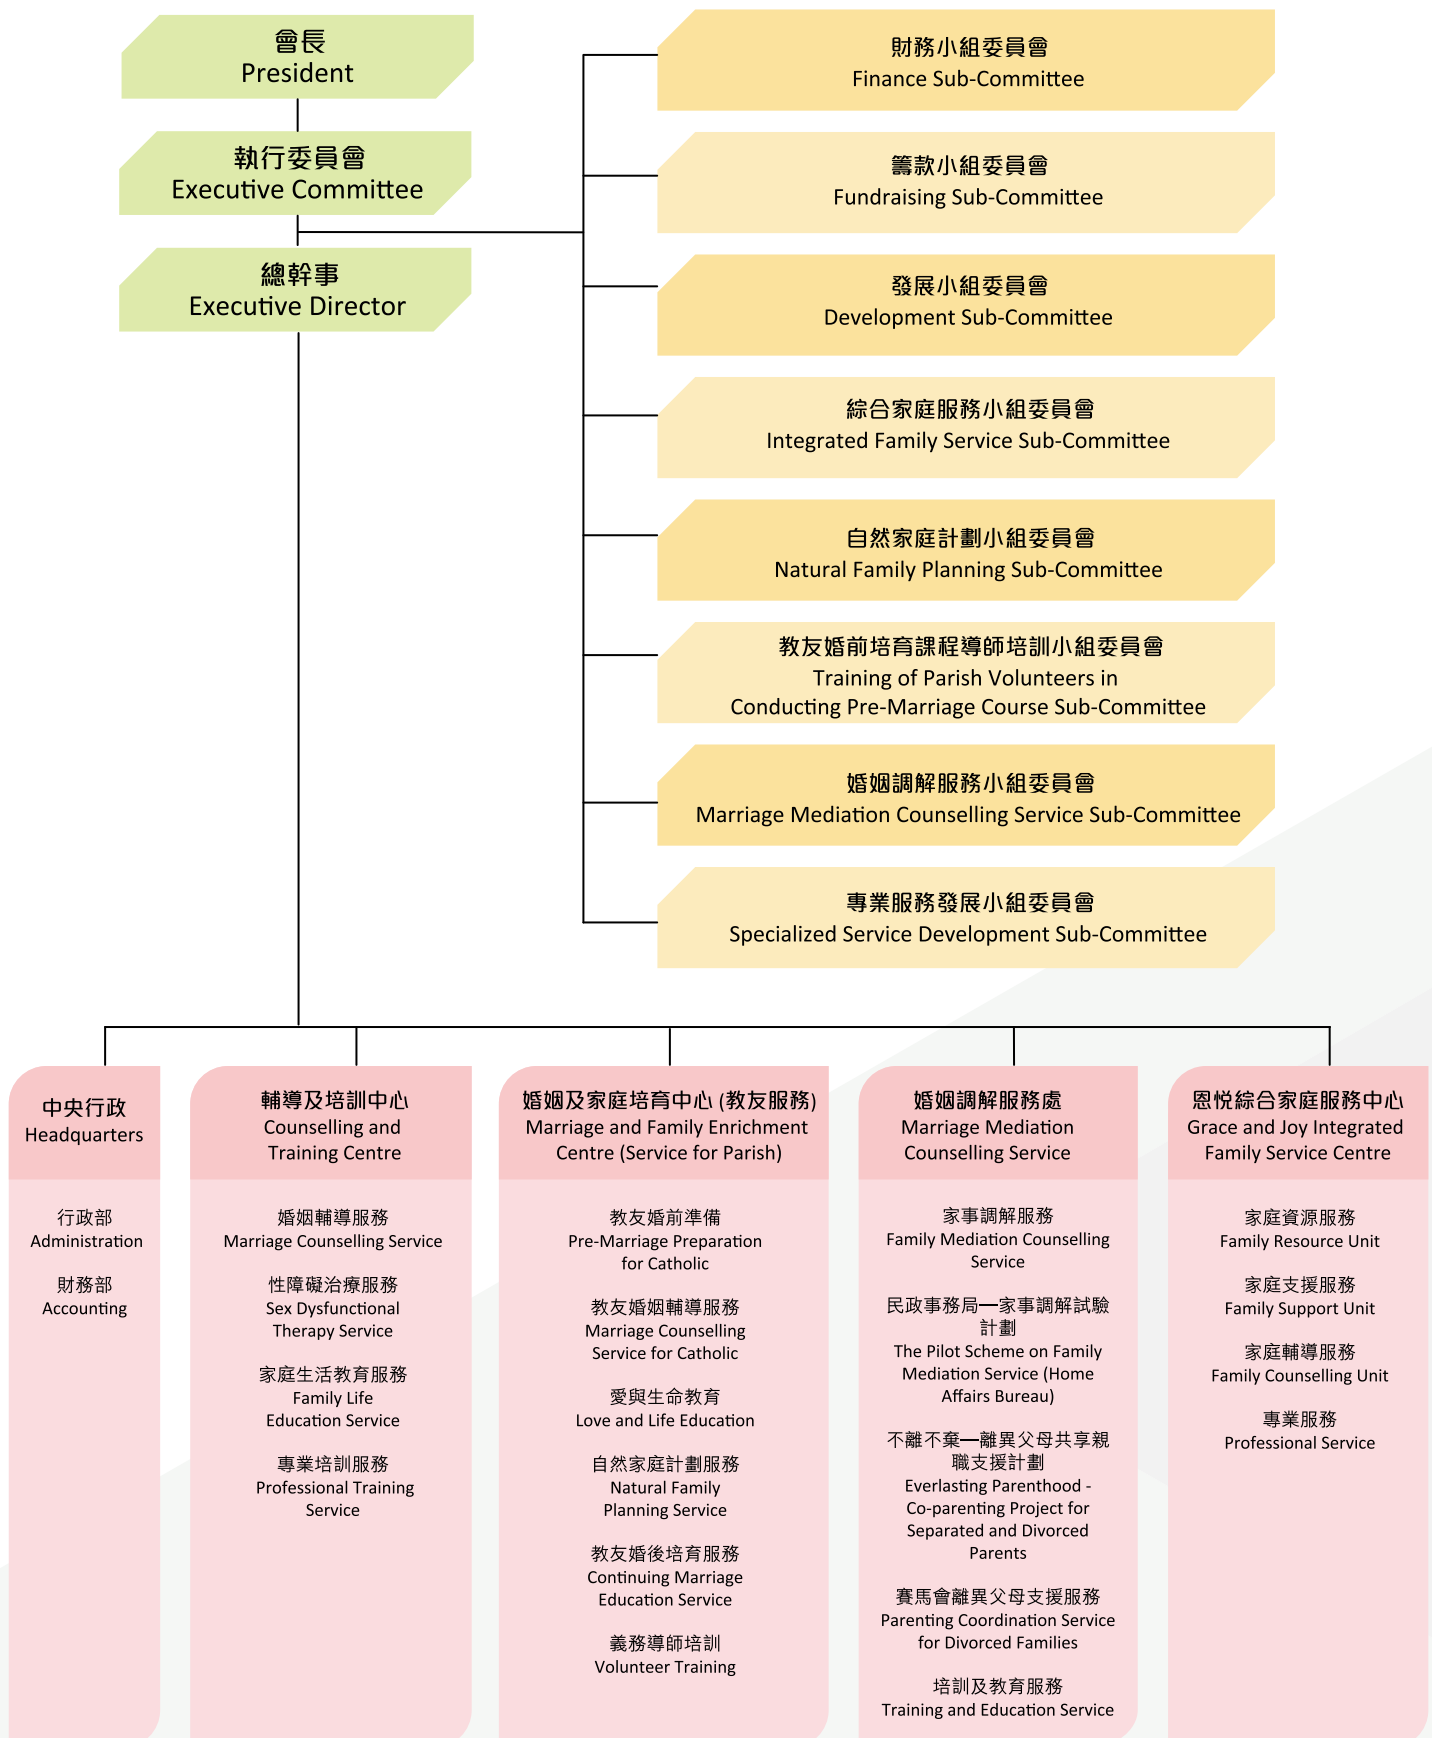 會長
President
執行委員會
Executive Committee
總幹事
Executive Director
財務小組委員會
Finance Sub-Committee
籌款小組委員會
Fundraising Sub-Committee
發展小組委員會
Development Sub-Committee
綜合家庭服務小組委員會
Integrated Family Service Sub-Committee
自然家庭計劃小組委員會
Natural Family Planning Sub-Committee
教友婚前培育課程導師培訓小組委員會
Training of Parish Volunteers in
Conducting Pre-Marriage Course Sub-Committee
婚姻調解服務小組委員會
Marriage Mediation Counselling Service Sub-Committee
專業服務發展小組委員會
Specialized Service Development Sub-Committee
中央行政
Headquarters
行政部
Administration
財務部
Accounting
輔導及培訓中心
Counselling and
Training Centre
婚姻輔導服務
Marriage Counselling Service
性障礙治療服務
Sex Dysfunctional
Therapy Service
家庭生活教育服務
Family Life
Education Service
專業培訓服務
Professional Training
Service
婚姻及家庭培育中心 (教友服務)
Marriage and Family Enrichment
Centre (Service for Parish)
教友婚前準備
Pre-Marriage Preparation
for Catholic
教友婚姻輔導服務
Marriage Counselling
Service for Catholic
愛與生命教育
Love and Life Education
自然家庭計劃服務
Natural Family
Planning Service
教友婚後培育服務
Continuing Marriage
Education Service
義務導師培訓
Volunteer Training
婚姻調解服務處
Marriage Mediation
Counselling Service
家事調解服務
Family Mediation Counselling
Service
民政事務局—家事調解試驗
計劃
The Pilot Scheme on Family
Mediation Service (Home
Affairs Bureau)
不離不棄—離異父母共享親
職支援計劃
Everlasting Parenthood -
Co-parenting Project for
Separated and Divorced
Parents
賽馬會離異父母支援服務
Parenting Coordination Service
for Divorced Families
培訓及教育服務
Training and Education Service
恩悅綜合家庭服務中心
Grace and Joy Integrated
Family Service Centre
家庭資源服務
Family Resource Unit
家庭支援服務
Family Support Unit
家庭輔導服務
Family Counselling Unit
專業服務
Professional Service